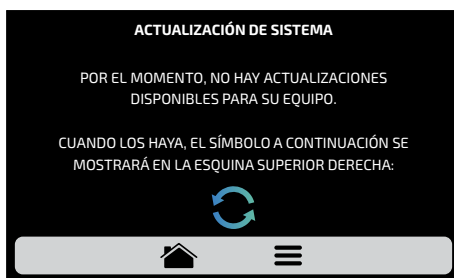 ACTUALIZACIÓN DE SISTEMA
POR EL MOMENTO, NO HAY ACTUALIZACIONES
DISPONIBLES PARA SU EQUIPO.
CUANDO LOS HAYA, EL SÍMBOLO A CONTINUACIÓN SE
MOSTRARÁ EN LA ESQUINA SUPERIOR DERECHA: